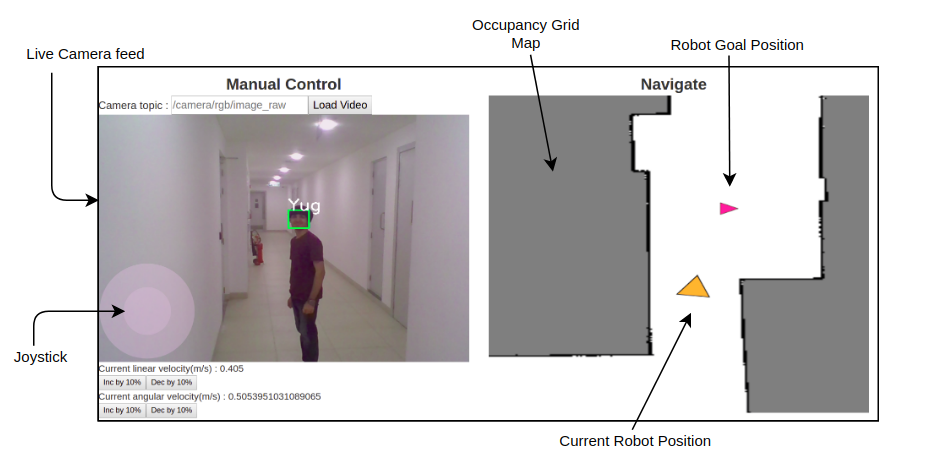 Occupancy Grid
Map
Live Camera feed
Robot Goal Position
Manual Control
Navigate
Camera topic : /camera/rgb/image_raw Load Video
Yug
Joystick
Current linear velocity(m/s) : 0.405
Inc by 10% Dec by 10%
Current angular velocity(m/s) : 0.5053951031089065
Inc by 10% Dec by 10%
Current Robot Position